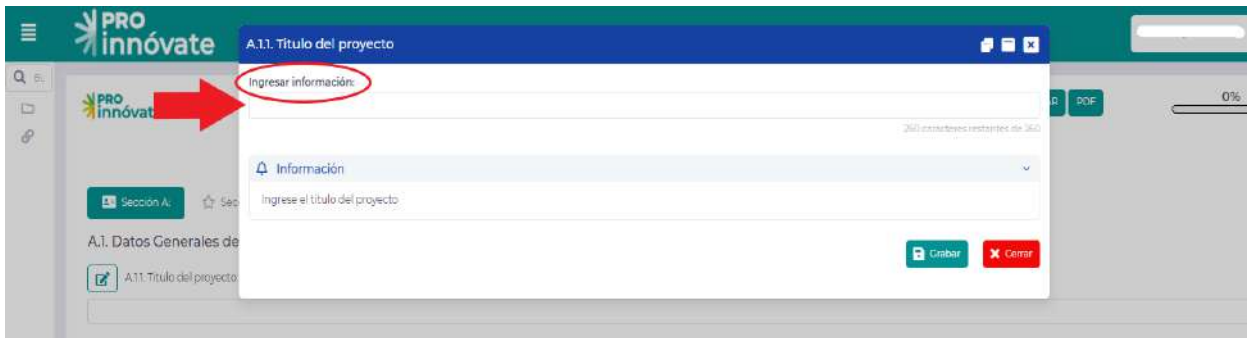 PRO
innóvate
A.1.1. Titulo del proyecto
Ingresar información:
PRO
innóvat
PDF
0%
260 caracteres restantes de 260
Información
Ingrese el titulo del proyecto
Sección A:
A.1. Datos Generales de
Grabar
Cerrar
A.1.1. Titulo del proyecto